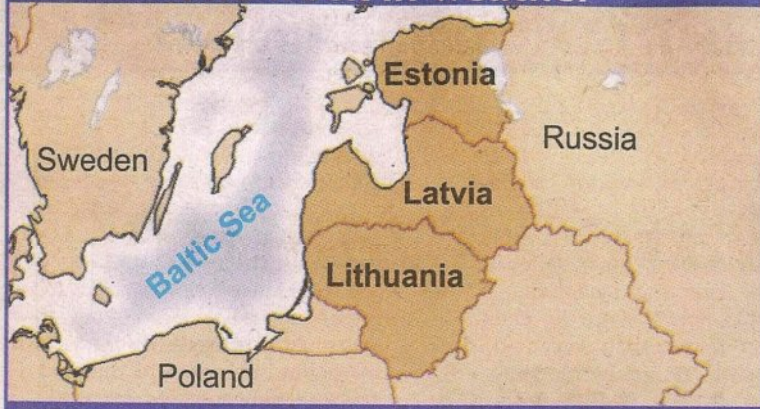 Estonia
Russia
Sweden
Latvia
Baltic Sea
Lithuania
Poland